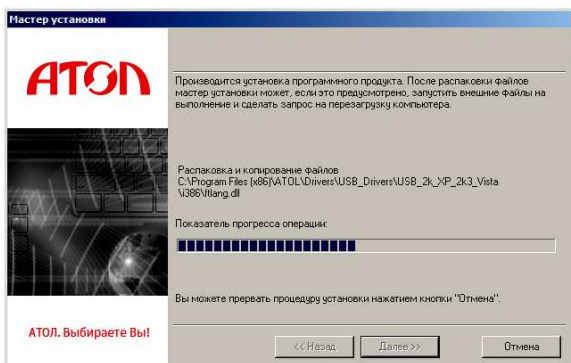 Мастер установки
АТОЛ
Производится установка программного продукта. После распаковки файлов
мастер установки может, если это предусмотрено, запустить внешние файлы на
выполнение и сделать запрос на перезагрузку компьютера.
Распаковка и копирование файлов
C:\Program Files (x86)\ATOL\Drivers\USB_Drivers\USB_2k_XP_2k3_Vista
\i386\ftlang.dll
Показатель прогресса операции:
Вы можете прервать процедуру установки нажатием кнопки "Отмена".
АТОЛ. Выбираете Вы!
<< Назад
Далее >>
Отмена